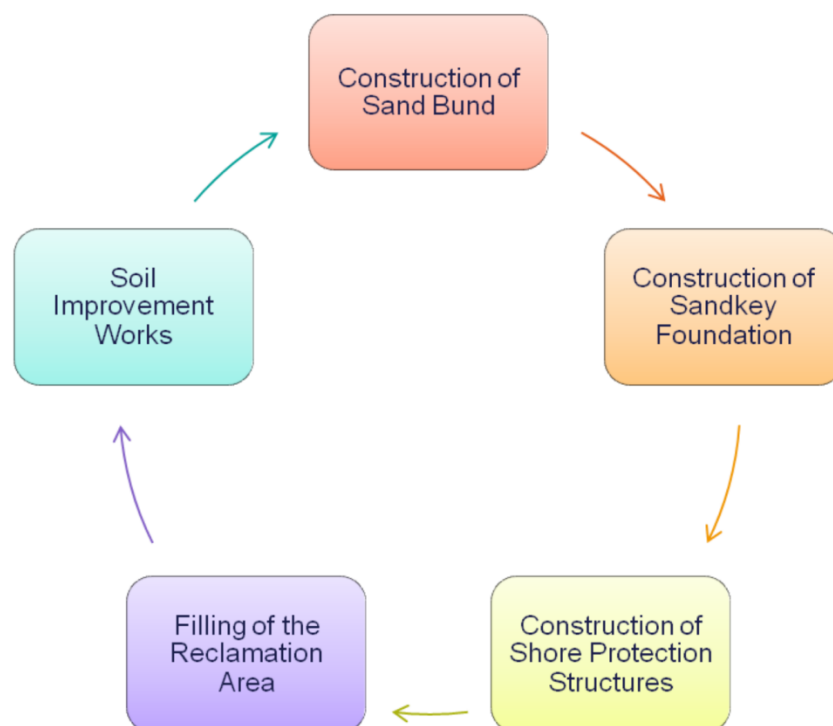 Construction of
Sand Bund
Construction of
Sandkey
Foundation
Construction of
Shore Protection
Structures
Filling of the
Reclamation
Area
Soil
Improvement
Works